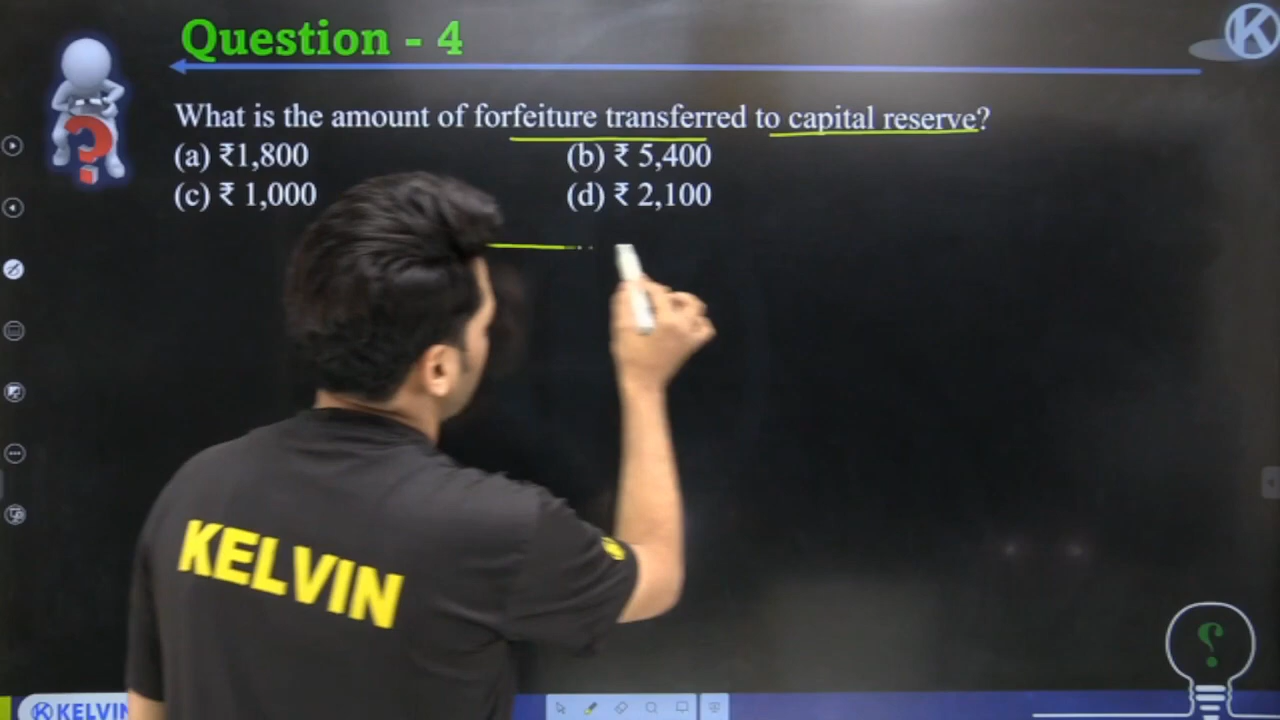 Question - 4
What is the amount of forfeiture transferred to capital reserve?
(a) ₹1,800 (b) ₹ 5,400
(c) ₹ 1,000 (d) ₹ 2,100
KELVIN
KELVIN